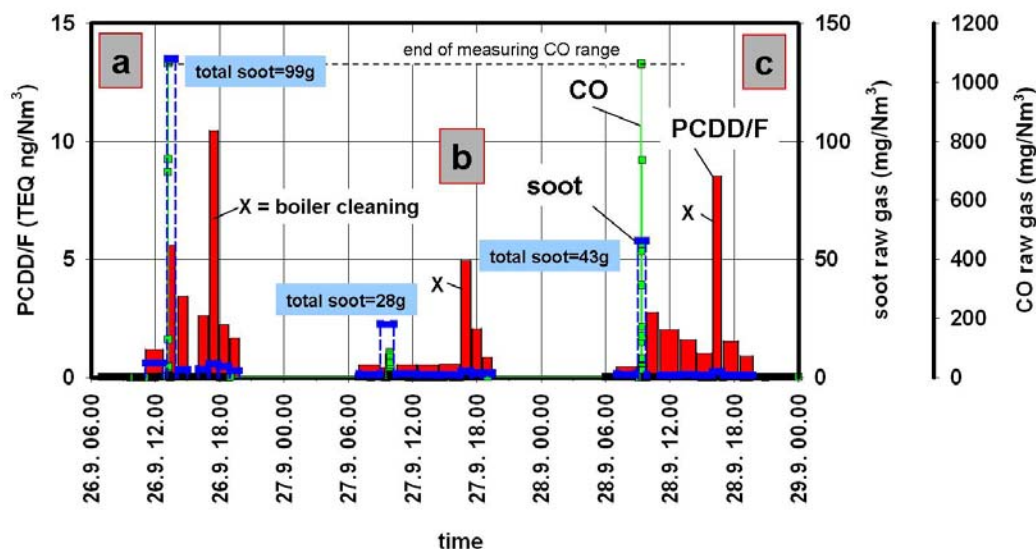 15
10
5
0
PCDD/F (TEQ ng/Nm³)
a
total soot=99g
end of measuring CO range
c
CO
PCDD/F
b
soot
X = boiler cleaning
X
X
total soot=43g
total soot=28g
150
100
50
0
soot raw gas (mg/Nm³)
1200
1000
800
600
400
200
0
CO raw gas (mg/Nm³)
26.9. 06.00
26.9. 12.00
26.9. 18.00
27.9. 00.00
27.9. 06.00
27.9. 12.00
27.9. 18.00
28.9. 00.00
28.9. 06.00
28.9. 12.00
28.9. 18.00
29.9. 00.00
time